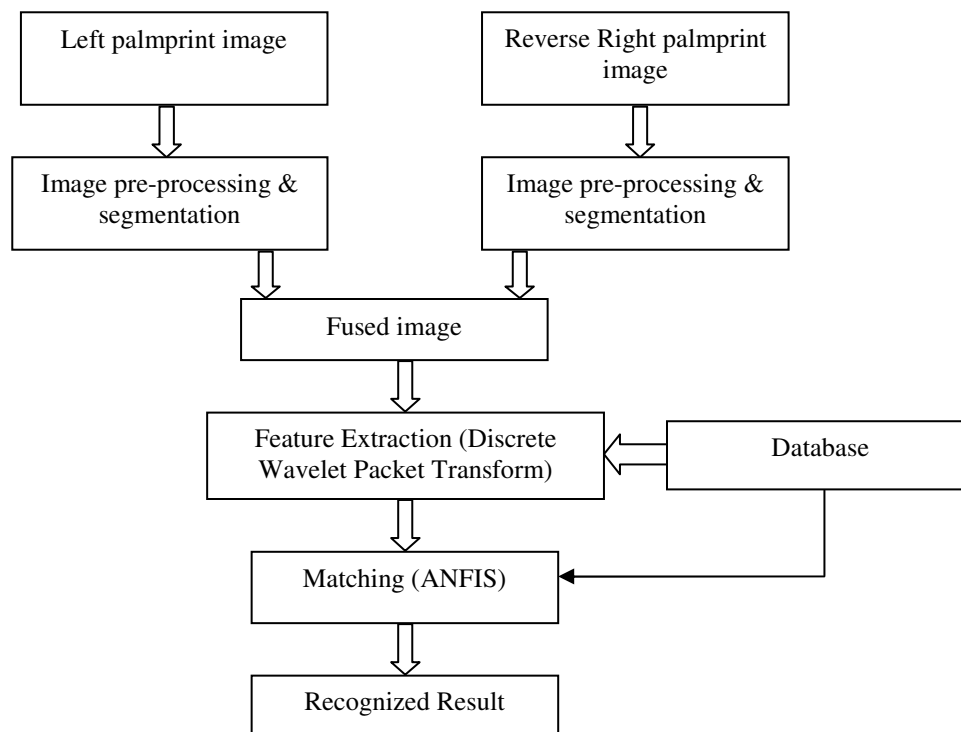 Left palmprint image
Reverse Right palmprint
image
Image pre-processing &
segmentation
Image pre-processing &
segmentation
Fused image
Feature Extraction (Discrete
Wavelet Packet Transform)
Database
Matching (ANFIS)
Recognized Result